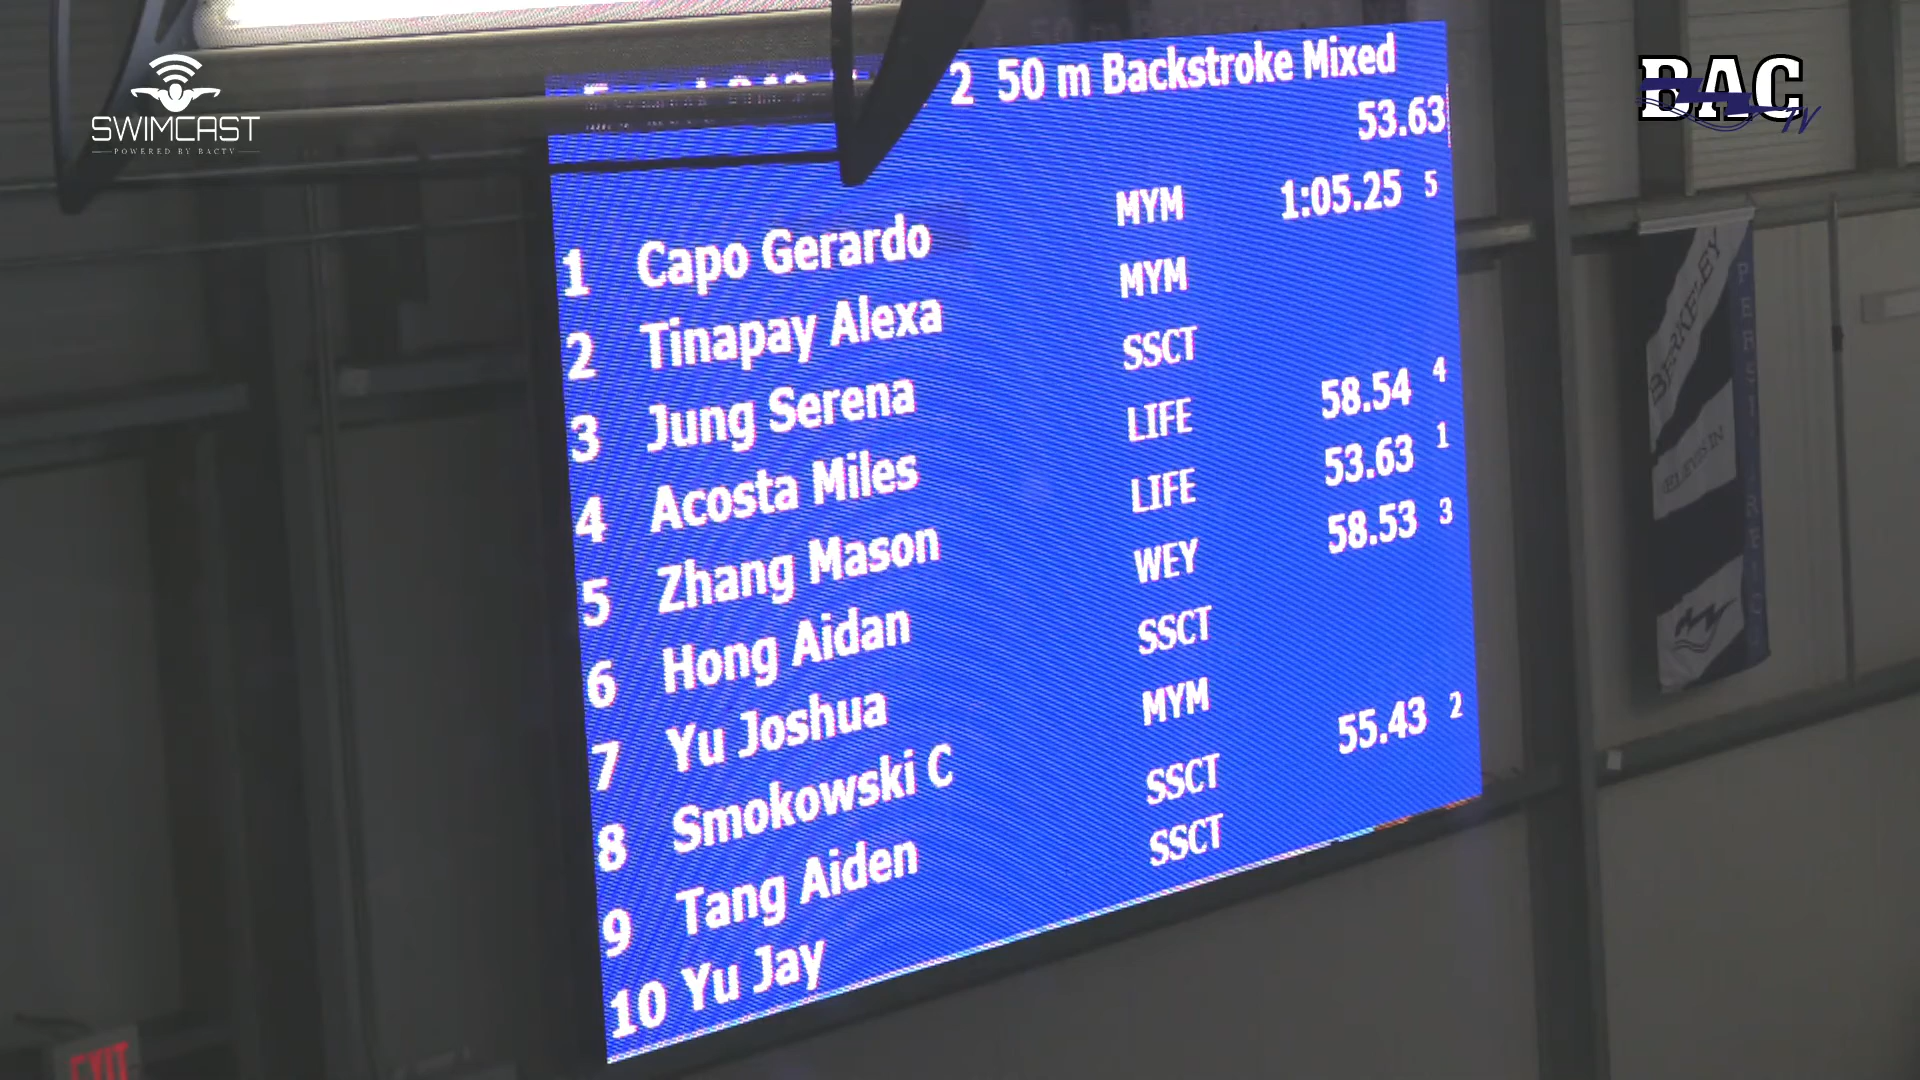 SWIMCAST
POWERED BY BACTV
BAC TV
2 50 m Backstroke Mixed
53.63
1 Capo Gerardo MYM 1:05.25 5
2 Tinapay Alexa MYM
3 Jung Serena SSCT
4 Acosta Miles LIFE 58.54 4
5 Zhang Mason LIFE 53.63 1
6 Hong Aidan WEY 58.53 3
7 Yu Joshua SSCT
8 Smokowski C MYM
9 Tang Aiden SSCT 55.43 2
10 Yu Jay SSCT
BERKELEY
EXIT